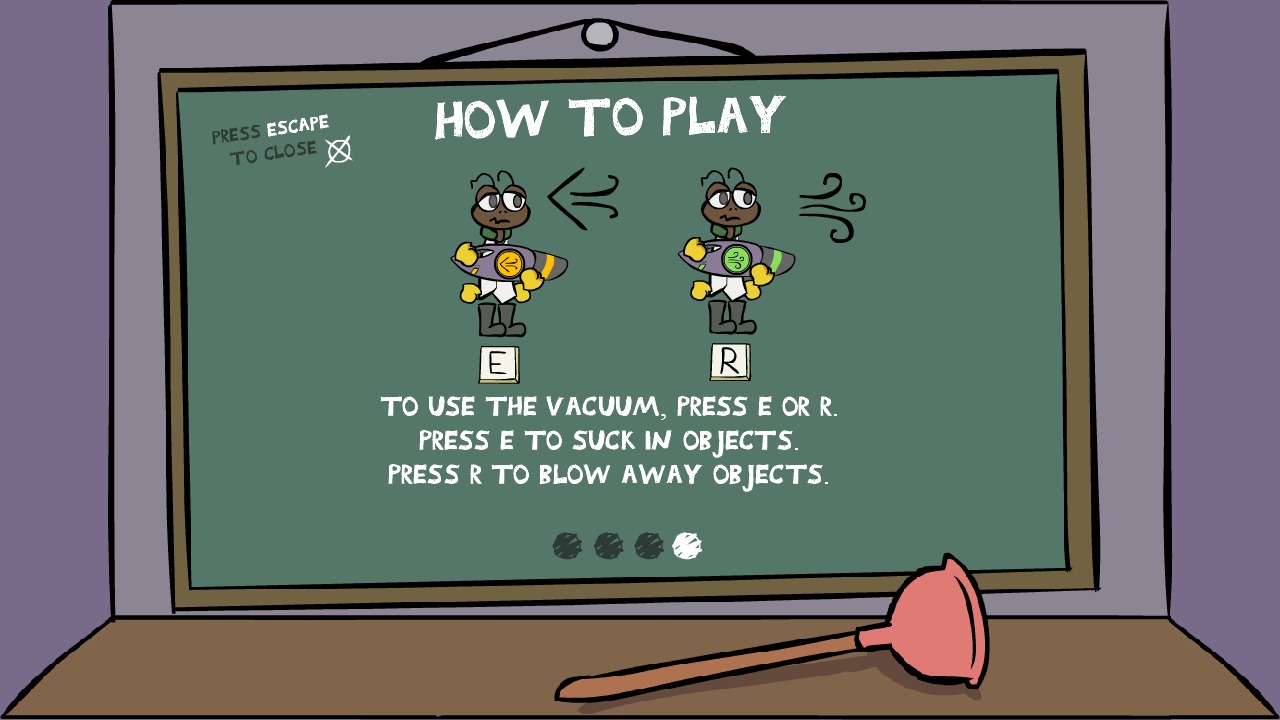 HOW TO PLAY
PRESS ESCAPE
TO CLOSE
E
R
TO USE THE VACUUM, PRESS E OR R.
PRESS E TO SUCK IN OBJECTS.
PRESS R TO BLOW AWAY OBJECTS.